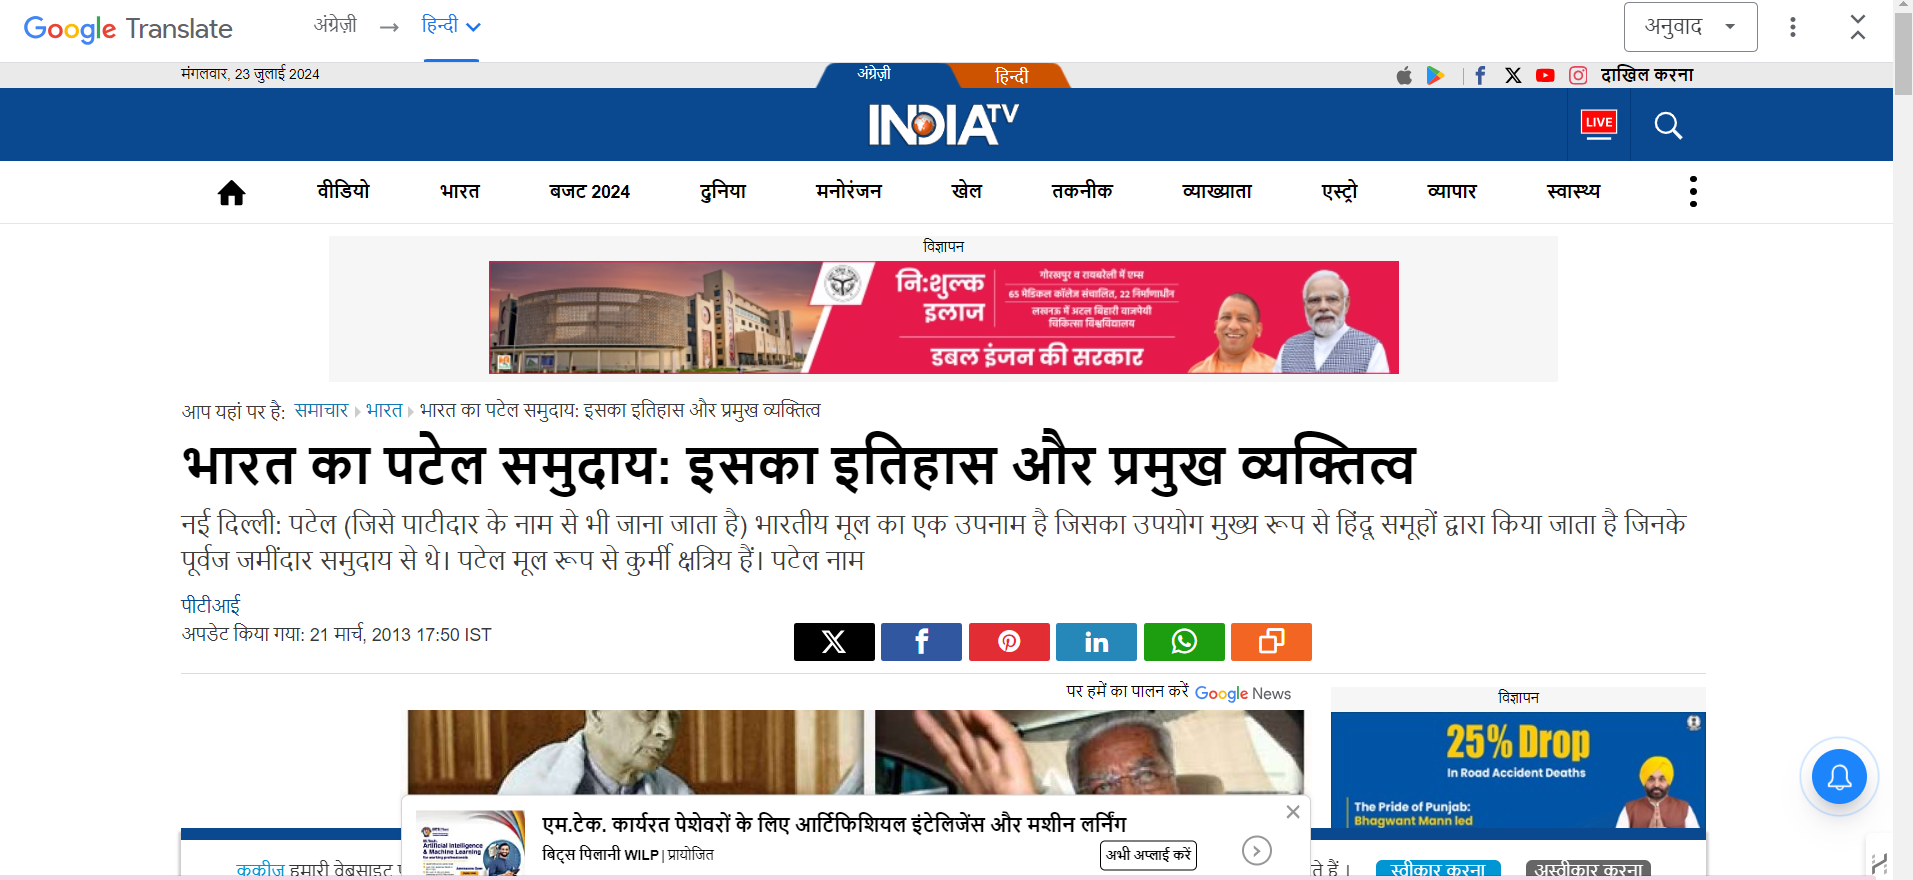 Google Translate
अंग्रेज़ी → हिन्दी
अनुवाद
मंगलवार, 23 जुलाई 2024
अंग्रेज़ी
हिन्दी
दाखिल करना
INDIA TV
LIVE
वीडियो भारत बजट 2024 दुनिया मनोरंजन खेल तकनीक व्याख्याता एस्ट्रो व्यापार स्वास्थ्य
विज्ञापन
नि:शुल्क
इलाज
गोरखपुर व रायबरेली में एम्स
65 मेडिकल कॉलेज संचालित, 22 निर्माणाधीन
लखनऊ में अटल बिहारी वाजपेयी
चिकित्सा विश्वविद्यालय
डबल इंजन की सरकार
आप यहां पर है: समाचार भारत भारत का पटेल समुदाय: इसका इतिहास और प्रमुख व्यक्तित्व
भारत का पटेल समुदाय: इसका इतिहास और प्रमुख व्यक्तित्व
नई दिल्ली: पटेल (जिसे पाटीदार के नाम से भी जाना जाता है) भारतीय मूल का एक उपनाम है जिसका उपयोग मुख्य रूप से हिंदू समूहों द्वारा किया जाता है जिनके
पूर्वज जमींदार समुदाय से थे। पटेल मूल रूप से कुर्मी क्षत्रिय हैं। पटेल नाम
पीटीआई
अपडेट किया गया: 21 मार्च, 2013 17:50 IST
पर हमें का पालन करें Google News
विज्ञापन
25% Drop
In Road Accident Deaths
The Pride of Punjab:
Bhagwant Mann led
एम.टेक. कार्यरत पेशेवरों के लिए आर्टिफिशियल इंटेलिजेंस और मशीन लर्निंग
बिट्स पिलानी WILP | प्रायोजित
अभी अप्लाई करें
Artificial Intelligence
& Machine Learning
कुकीज़ हमारी वेबसाइट
ते हैं ।
स्वीकार करना
अस्वीकार करना